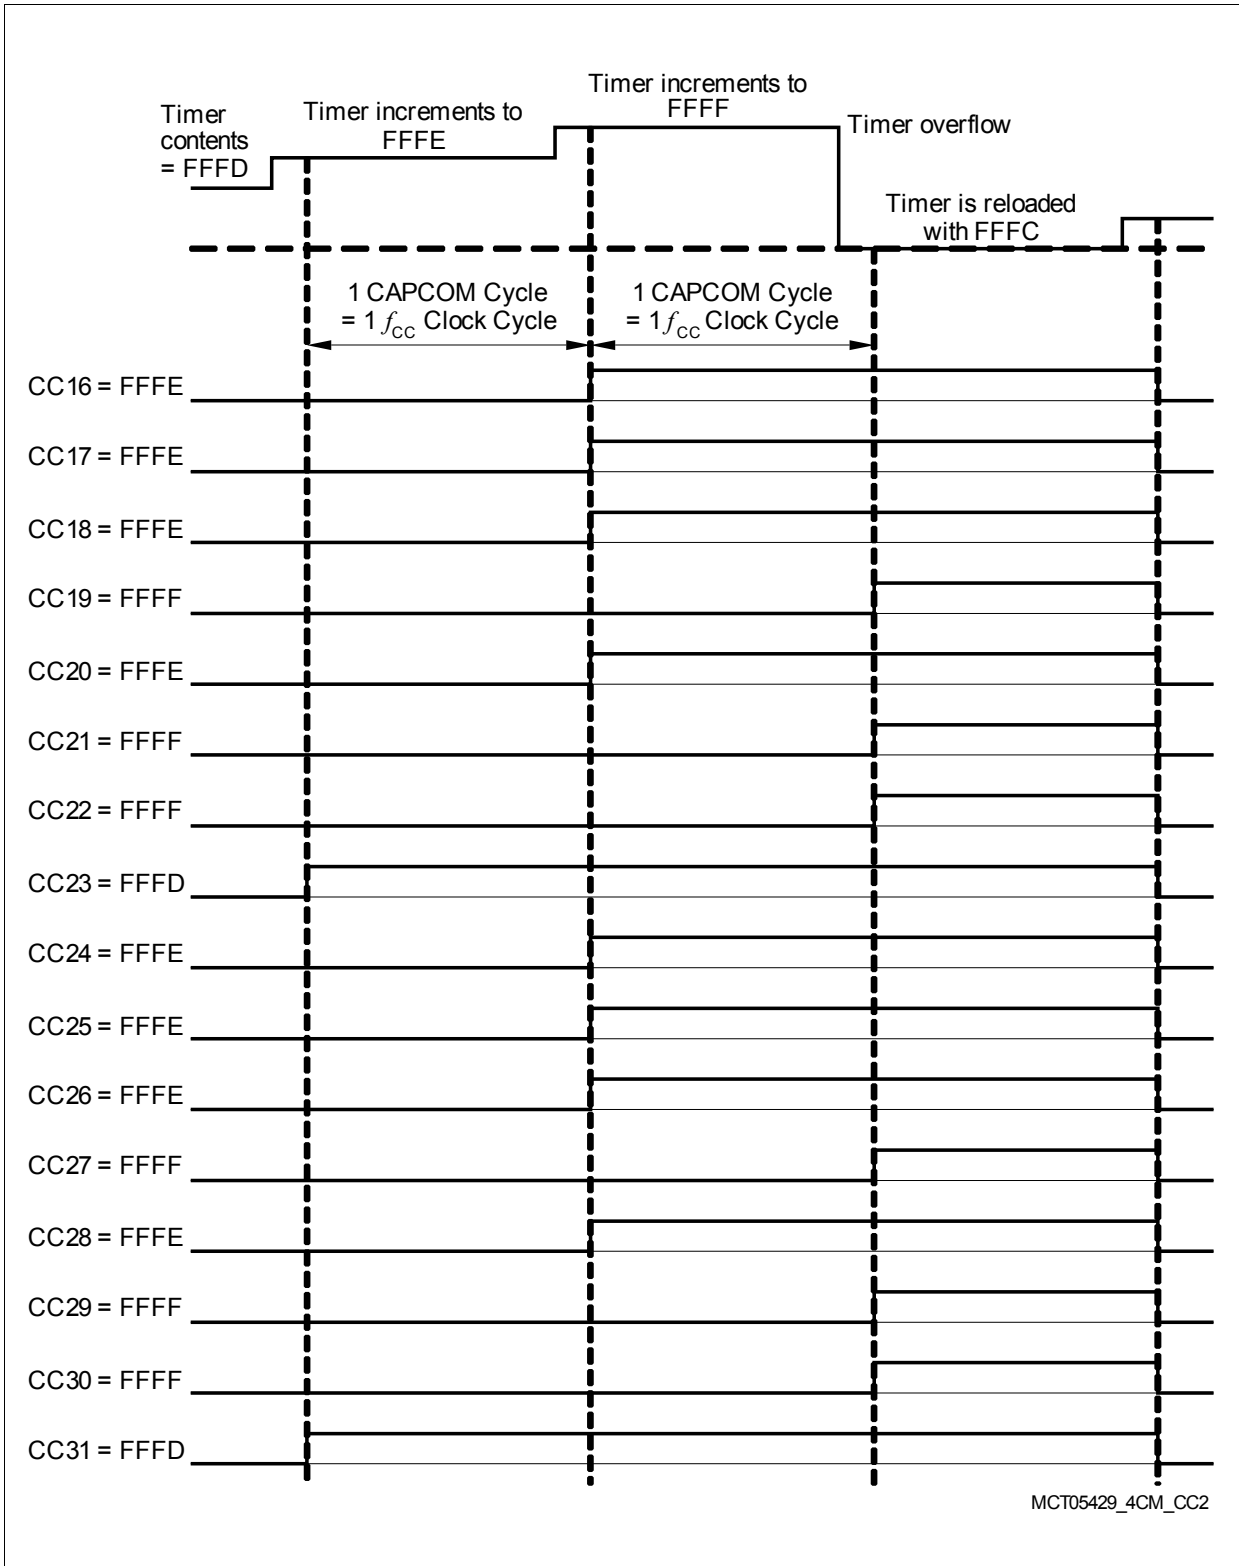 Timer increments to
FFFF
Timer
contents
= FFFD
Timer increments to
FFFE
Timer overflow
Timer is reloaded
with FFFC
1 CAPCOM Cycle
= 1 fCC Clock Cycle
1 CAPCOM Cycle
= 1 fCC Clock Cycle
CC16 = FFFE
CC17 = FFFE
CC18 = FFFE
CC19 = FFFF
CC20 = FFFE
CC21 = FFFF
CC22 = FFFF
CC23 = FFFD
CC24 = FFFE
CC25 = FFFE
CC26 = FFFE
CC27 = FFFF
CC28 = FFFE
CC29 = FFFF
CC30 = FFFF
CC31 = FFFD
MCT05429_4CM_CC2